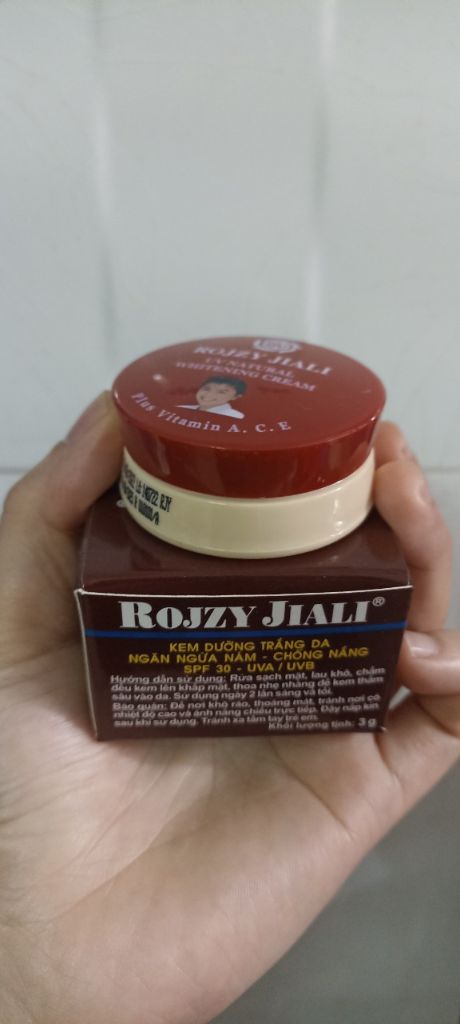 ROJZY JIALI
UV NATURAL
WHITENING CREAM
Plus Vitamin A. C. E
140722 RJY
ROJZY JIALI®
KEM DƯỠNG TRẮNG DA
NGĂN NGỪA NÁM - CHỐNG NẮNG
SPF 30 - UVA / UVB
Hướng dẫn sử dụng: Rửa sạch mặt, lau khô, chấm
đều kem lên khắp mặt, thoa nhẹ nhàng để kem thấm
sâu vào da. Sử dụng ngày 2 lần sáng và tối.
Bảo quản: Để nơi khô ráo, thoáng mát, tránh nơi có
nhiệt độ cao và ánh nắng chiếu trực tiếp. Đậy nắp kín
sau khi sử dụng. Tránh xa tầm tay trẻ em.
Khối lượng tịnh: 3 g